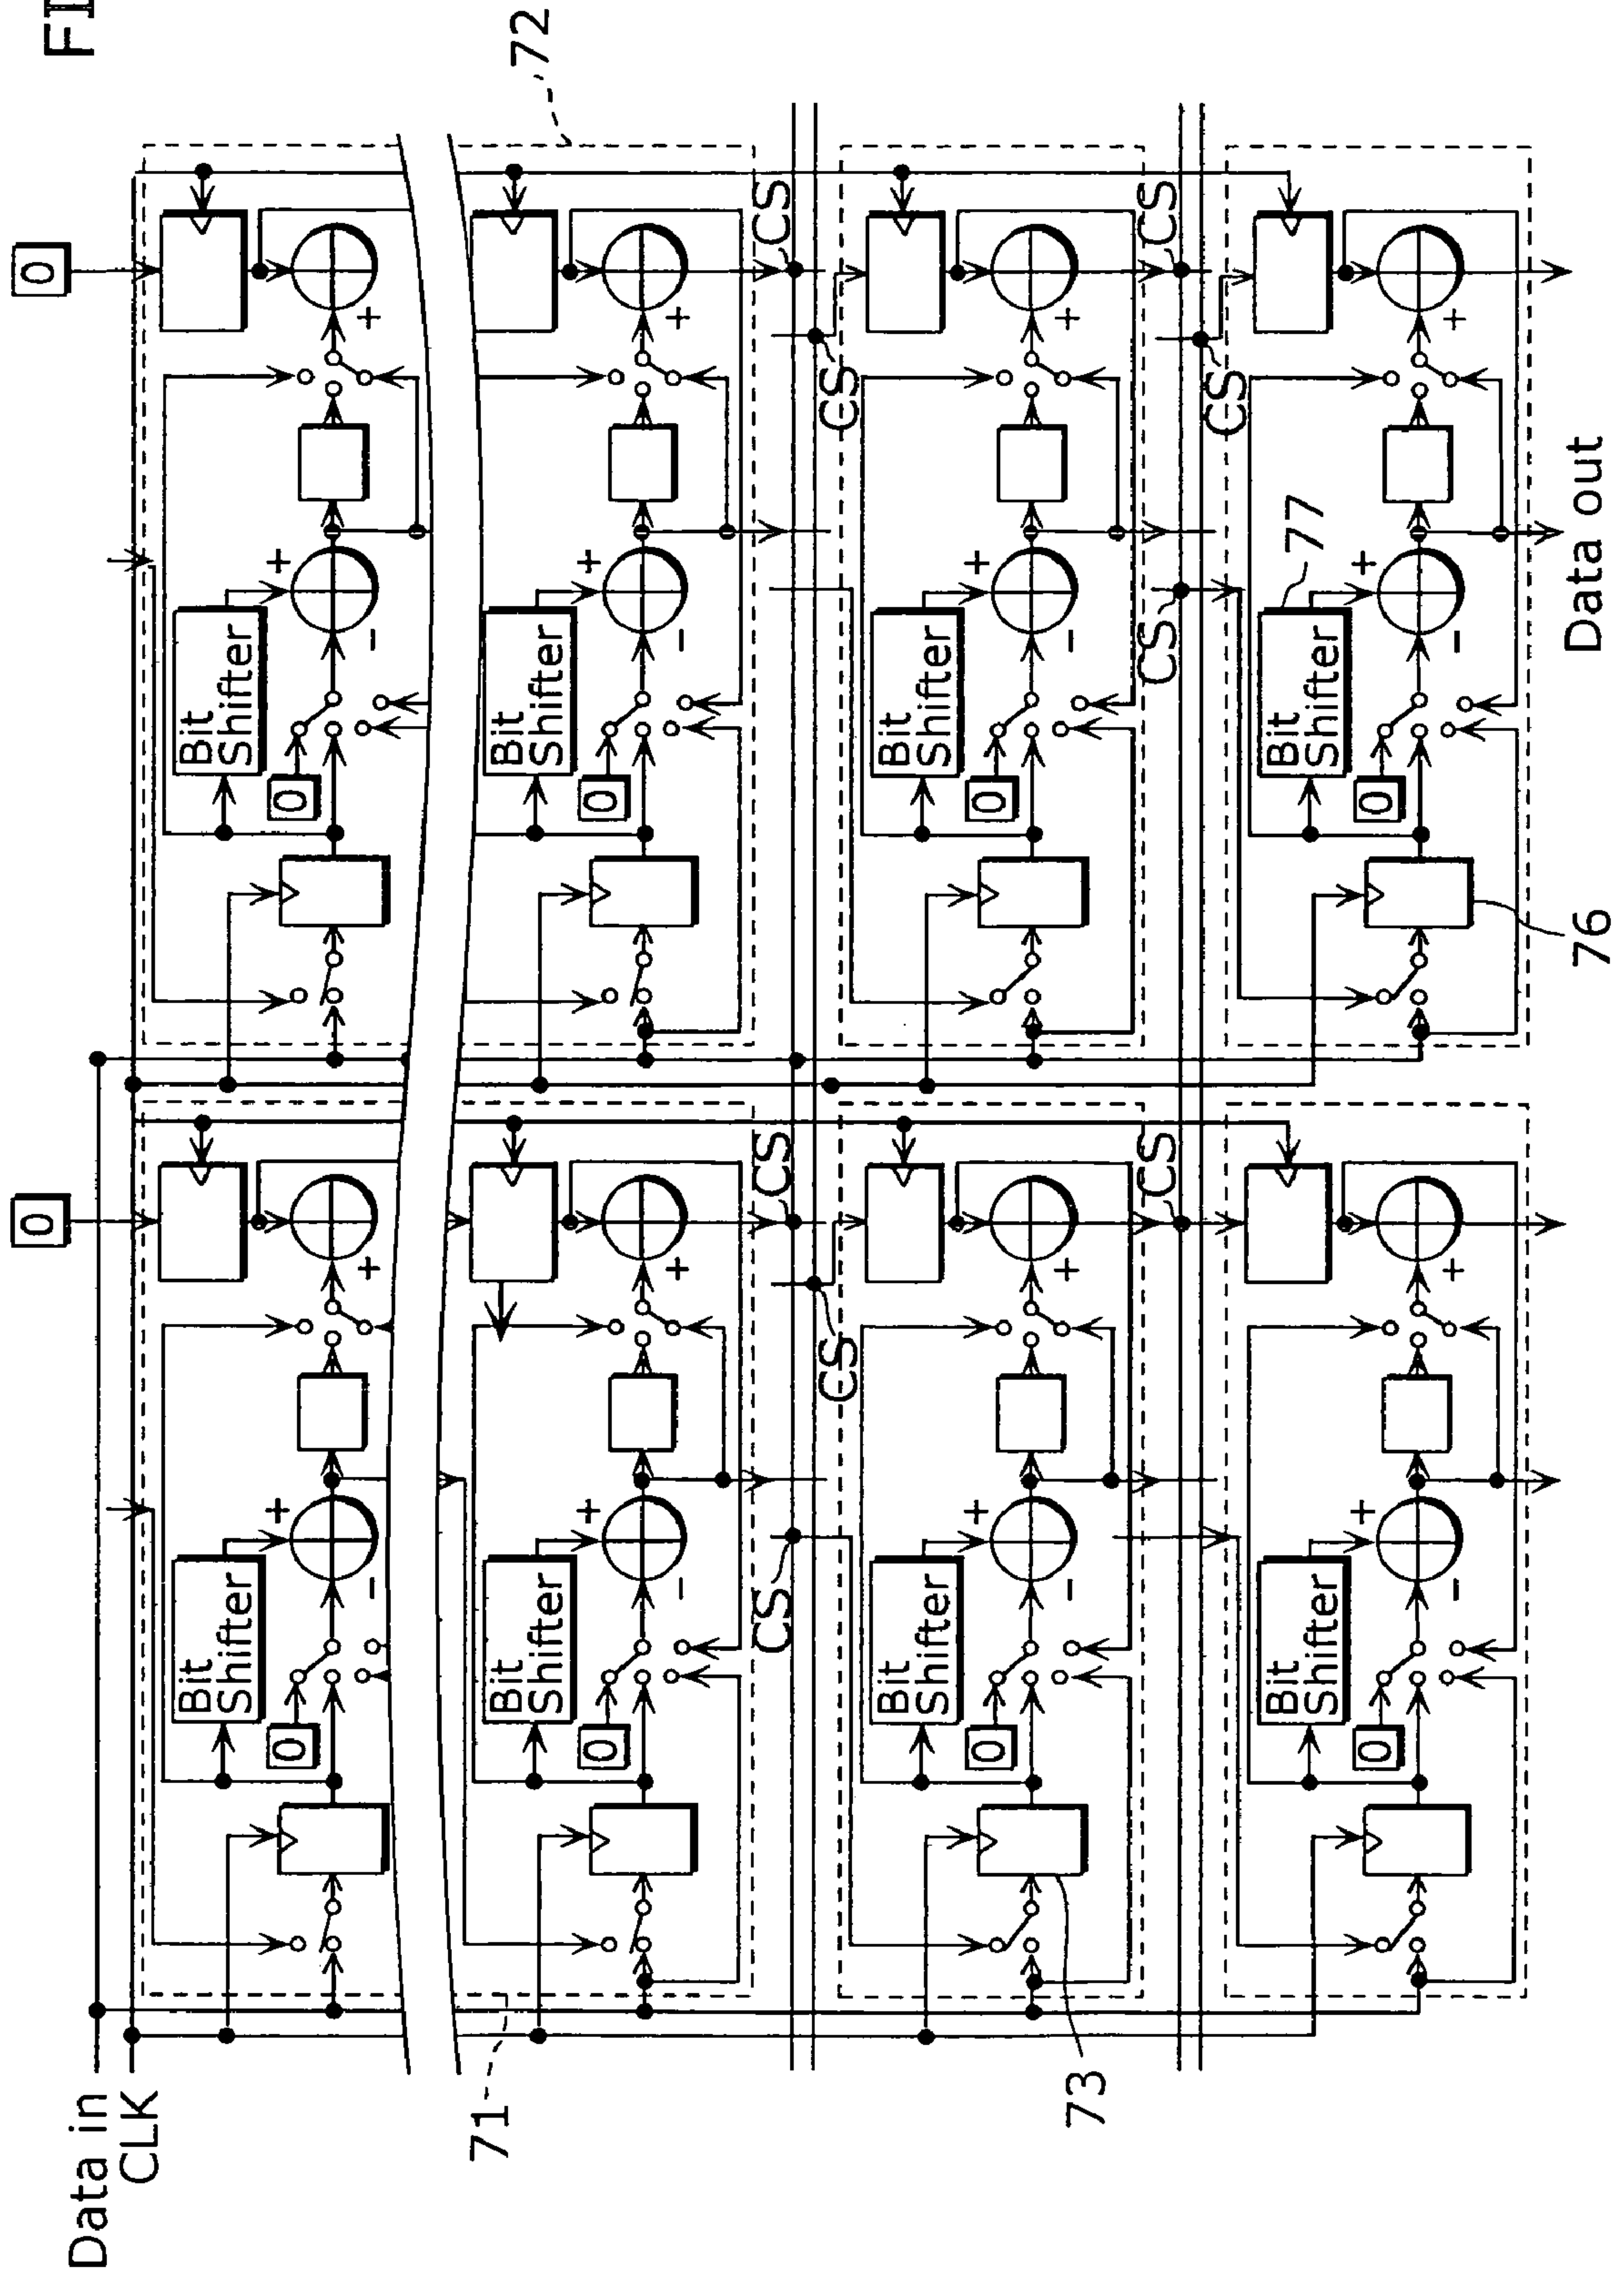 FI
Data in
CLK
0
0
72
Bit
Shifter
0
+
-
+
Bit
Shifter
0
+
-
+
Bit
Shifter
0
+
-
+
Bit
Shifter
0
+
-
+
77
76
Data out
CS
CS
CS
CS
CS
CS
CS
CS
CS
71
Bit
Shifter
0
+
-
+
Bit
Shifter
0
+
-
+
Bit
Shifter
0
+
-
+
Bit
Shifter
0
+
-
+
73